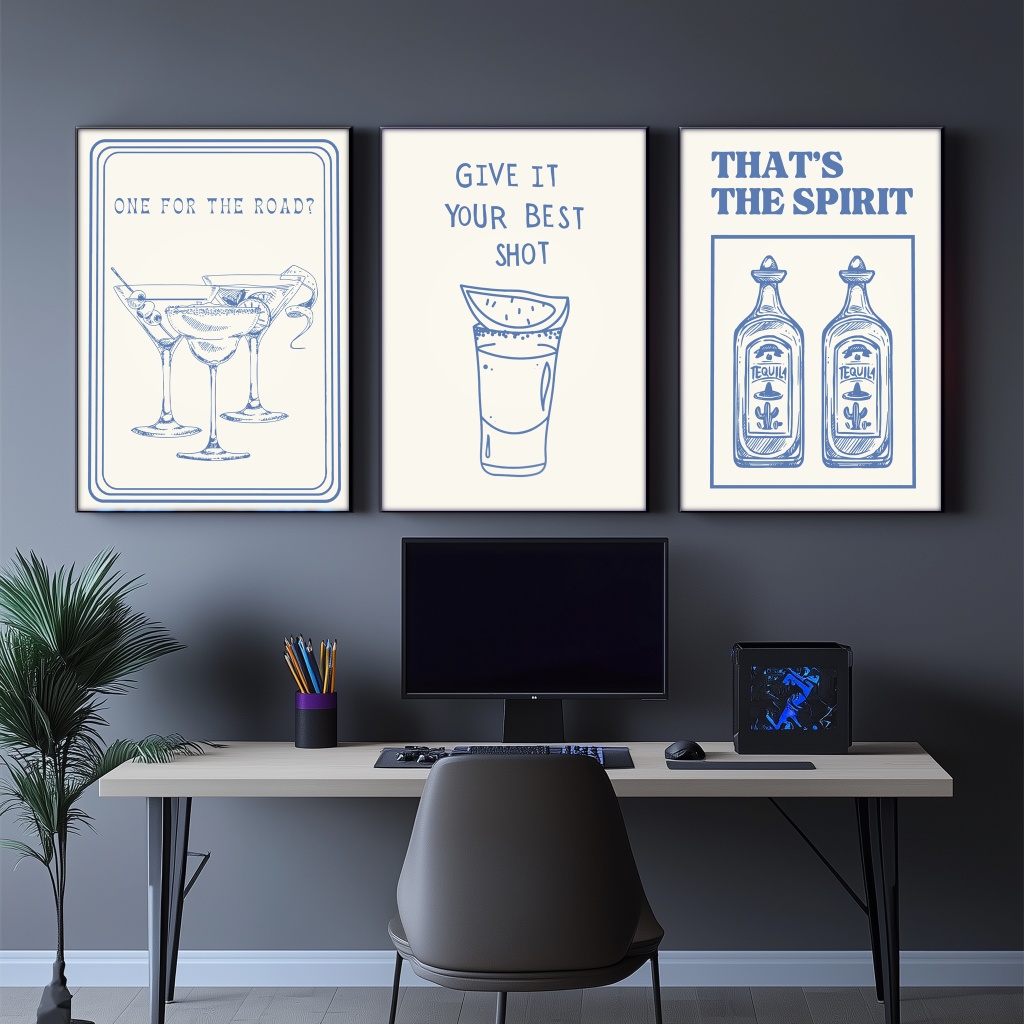 ONE FOR THE ROAD?
GIVE IT
YOUR BEST
SHOT
THAT'S
THE SPIRIT
TEQUILA
TEQUILA